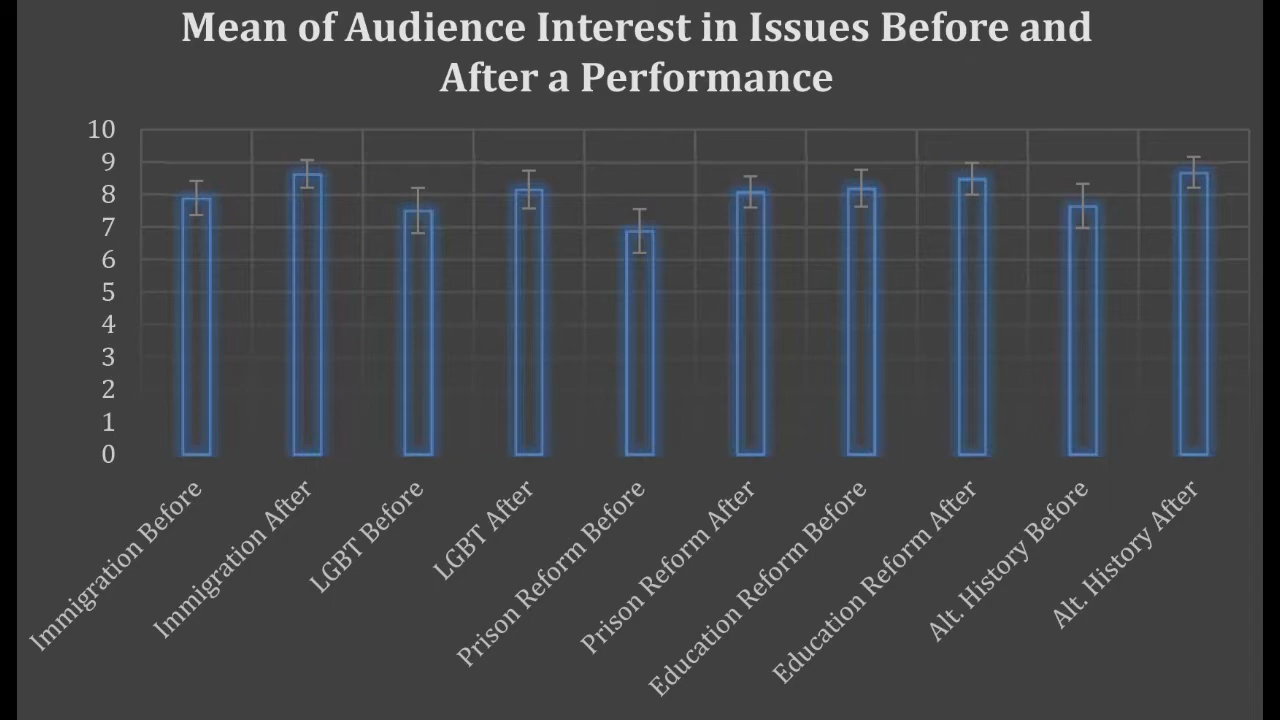 Mean of Audience Interest in Issues Before and
After a Performance
10
9
8
7
6
5
4
3
2
1
0
Immigration Before
Immigration After
LGBT Before
LGBT After
Prison Reform Before
Prison Reform After
Education Reform Before
Education Reform After
Alt. History Before
Alt. History After